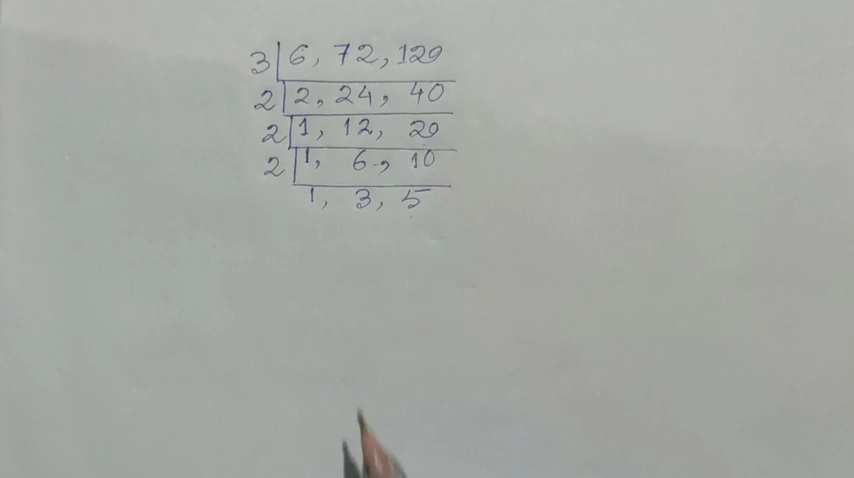 3 | 6, 72, 120
2 | 2, 24, 40
2 | 1, 12, 20
2 | 1, 6, 10
1, 3, 5